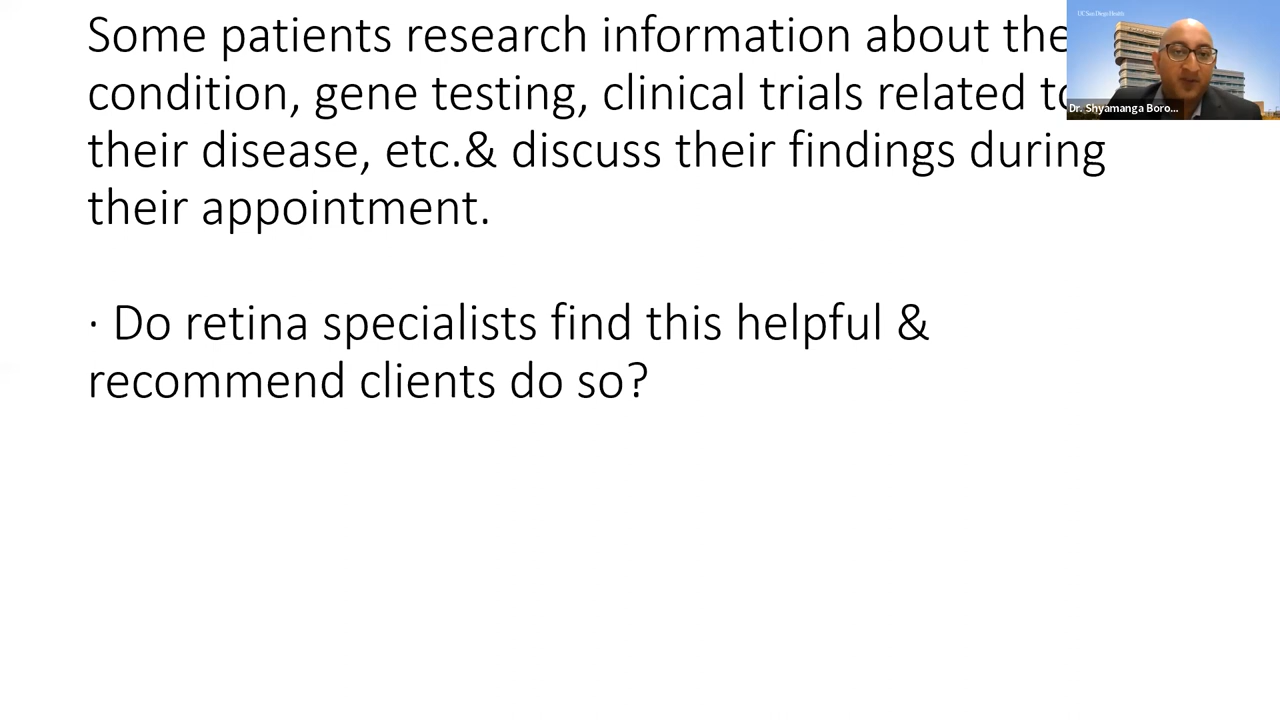 Some patients research information about the
condition, gene testing, clinical trials related to
their disease, etc.& discuss their findings during
their appointment.
· Do retina specialists find this helpful &
recommend clients do so?
UC San Diego Health
Dr. Shyamanga Boro...